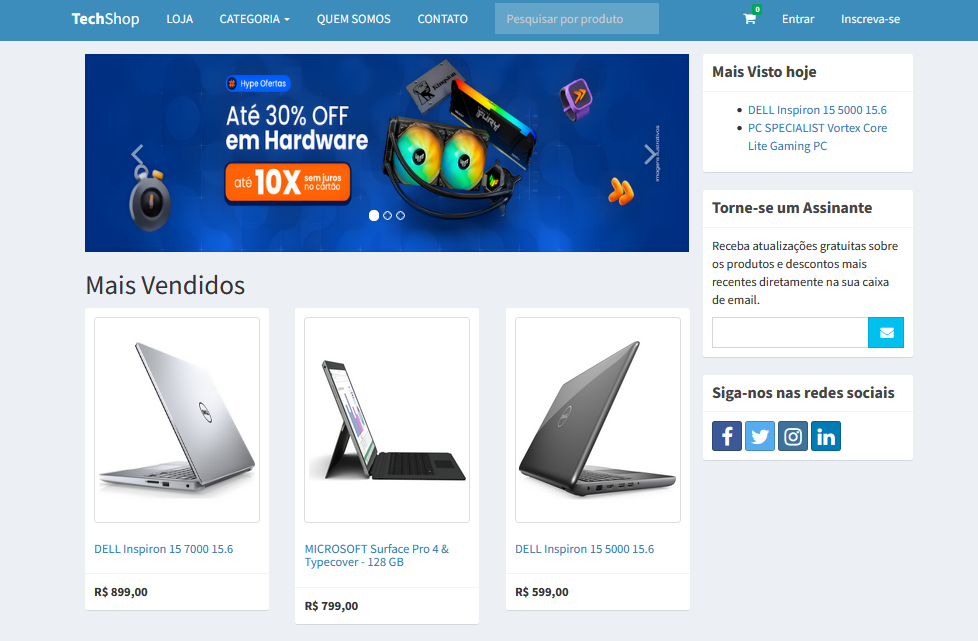 TechShop LOJA CATEGORIA QUEM SOMOS CONTATO Pesquisar por produto 0 Entrar Inscreva-se
Hype Ofertas
Até 30% OFF
em Hardware
até 10X sem juros
no cartão
Kingston
FURY
imagens ilustrativas
Mais Visto hoje
DELL Inspiron 15 5000 15.6
PC SPECIALIST Vortex Core
Lite Gaming PC
Torne-se um Assinante
Receba atualizações gratuitas sobre
os produtos e descontos mais
recentes diretamente na sua caixa
de email.
Siga-nos nas redes sociais
Mais Vendidos
DELL Inspiron 15 7000 15.6
R$ 899,00
MICROSOFT Surface Pro 4 &
Typecover - 128 GB
R$ 799,00
DELL Inspiron 15 5000 15.6
R$ 599,00